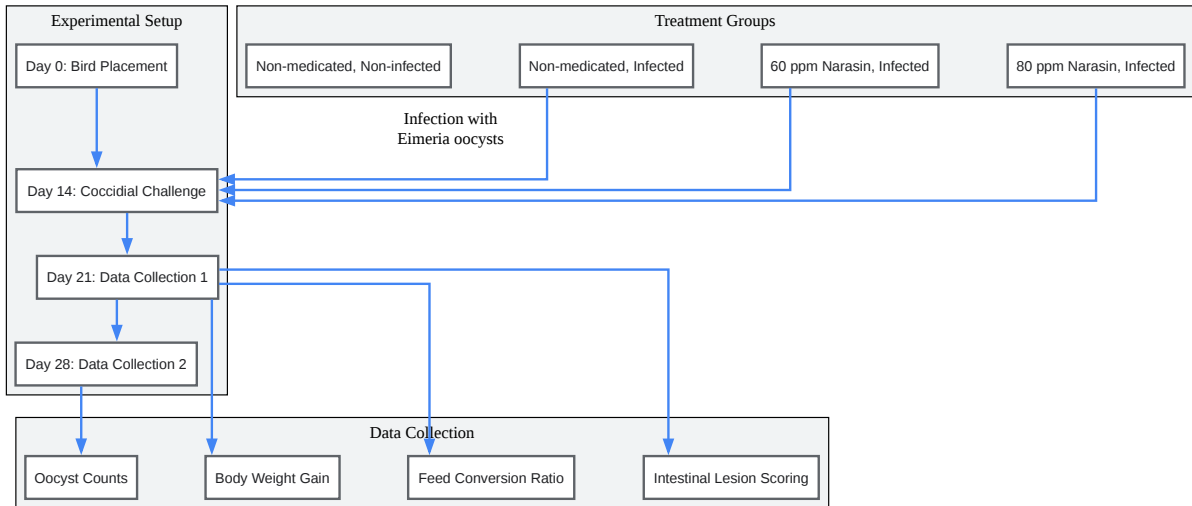 Experimental Setup
Treatment Groups
Day 0: Bird Placement
Non-medicated, Non-infected
Non-medicated, Infected
60 ppm Narasin, Infected
80 ppm Narasin, Infected
Infection with
Eimeria oocysts
Day 14: Coccidial Challenge
Day 21: Data Collection 1
Day 28: Data Collection 2
Data Collection
Oocyst Counts
Body Weight Gain
Feed Conversion Ratio
Intestinal Lesion Scoring